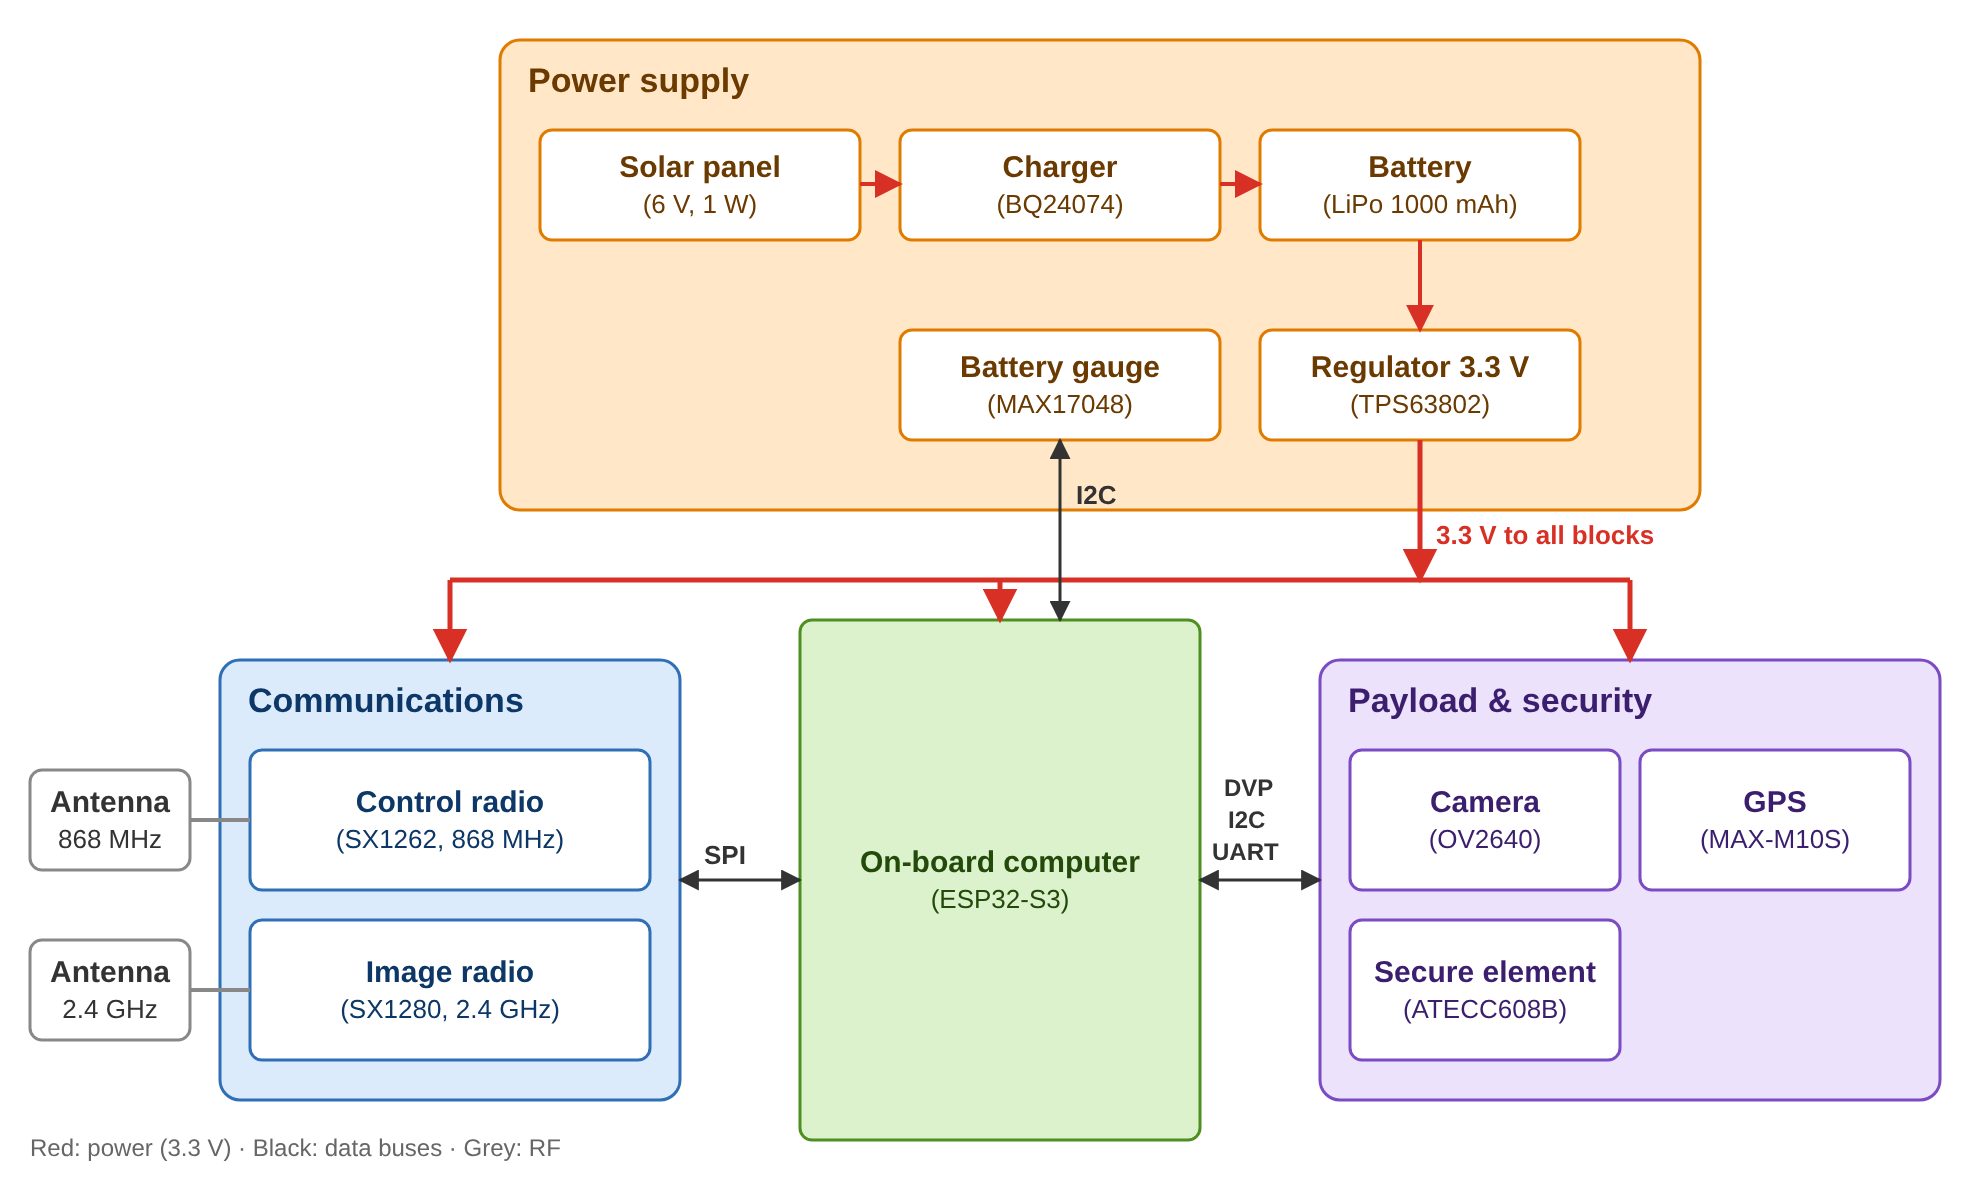 Power supply
Solar panel
(6 V, 1 W)
Charger
(BQ24074)
Battery
(LiPo 1000 mAh)
Battery gauge
(MAX17048)
Regulator 3.3 V
(TPS63802)
I2C
3.3 V to all blocks
Communications
Antenna
868 MHz
Control radio
(SX1262, 868 MHz)
Antenna
2.4 GHz
Image radio
(SX1280, 2.4 GHz)
SPI
On-board computer
(ESP32-S3)
DVP
I2C
UART
Payload & security
Camera
(OV2640)
GPS
(MAX-M10S)
Secure element
(ATECC608B)
Red: power (3.3 V) · Black: data buses · Grey: RF